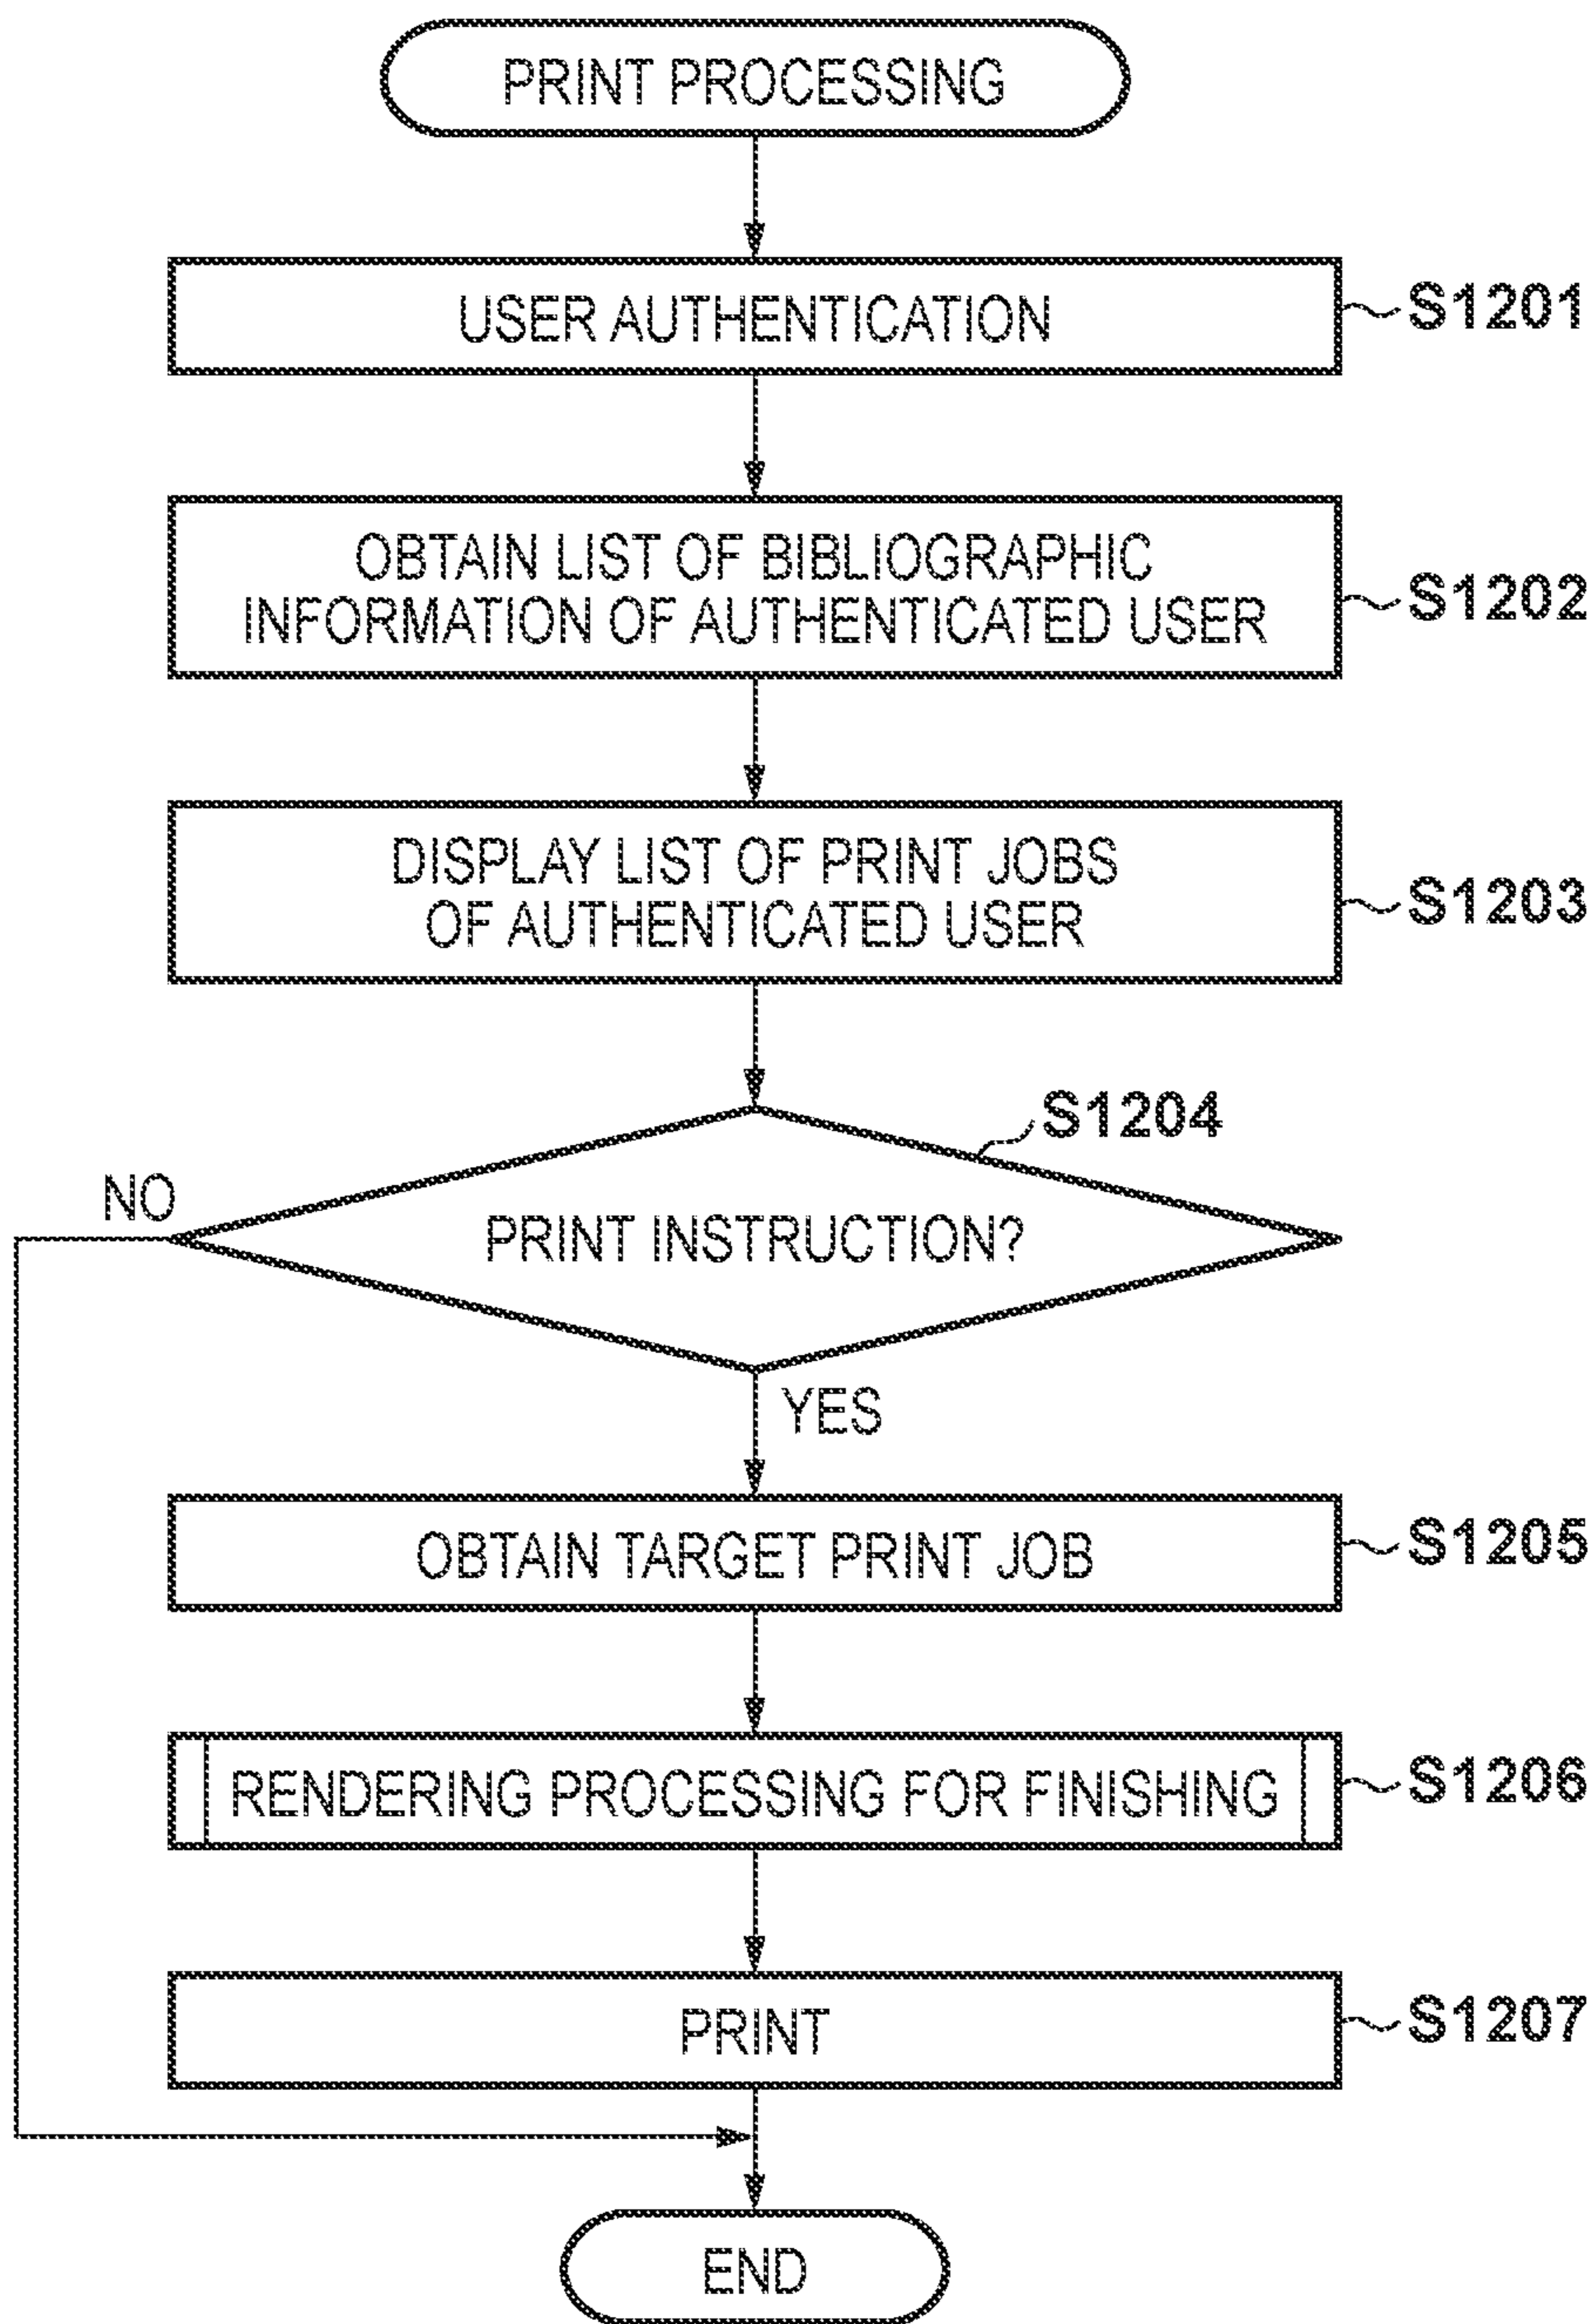 PRINT PROCESSING
USER AUTHENTICATION
S1201
OBTAIN LIST OF BIBLIOGRAPHIC
INFORMATION OF AUTHENTICATED USER
S1202
DISPLAY LIST OF PRINT JOBS
OF AUTHENTICATED USER
S1203
S1204
NO
PRINT INSTRUCTION?
YES
OBTAIN TARGET PRINT JOB
S1205
RENDERING PROCESSING FOR FINISHING
S1206
PRINT
S1207
END